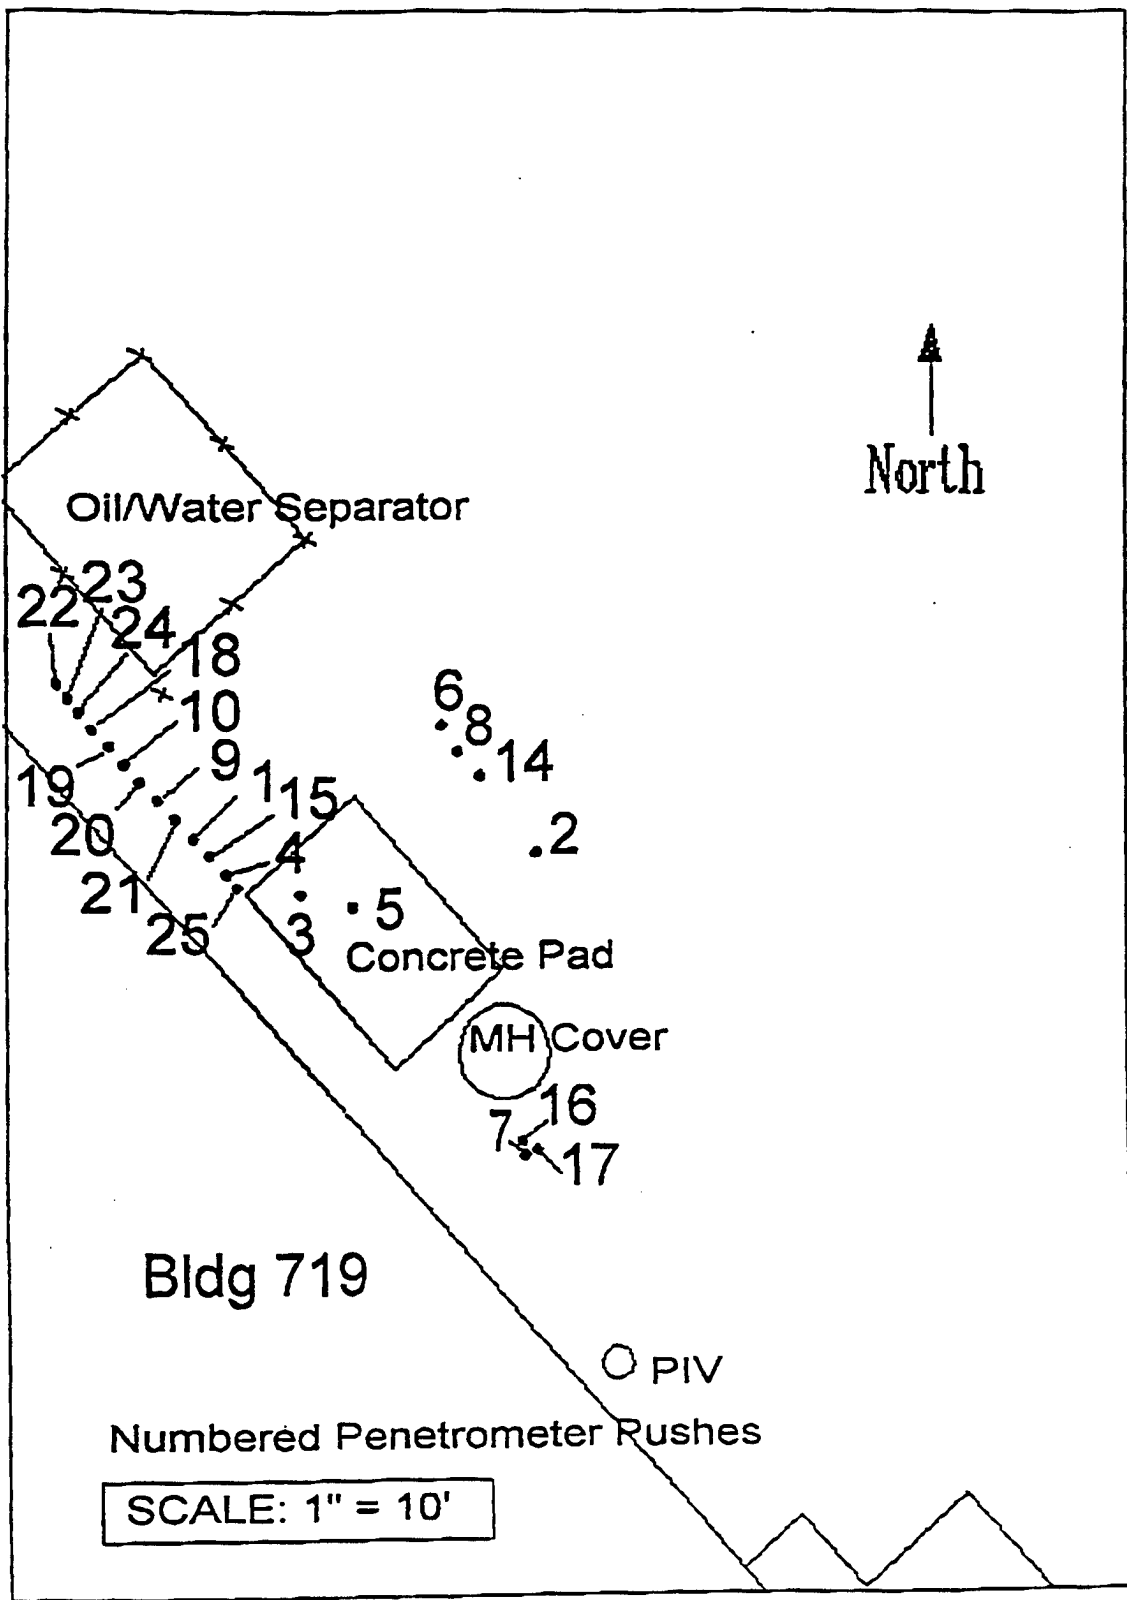 North
Oil/Water Separator
23
22
24
18
10
6
8
9
14
19
1
15
20
2
4
21
5
25
3
Concrete Pad
MH Cover
16
7
17
Bldg 719
PIV
Numbered Penetrometer Pushes
SCALE: 1" = 10'